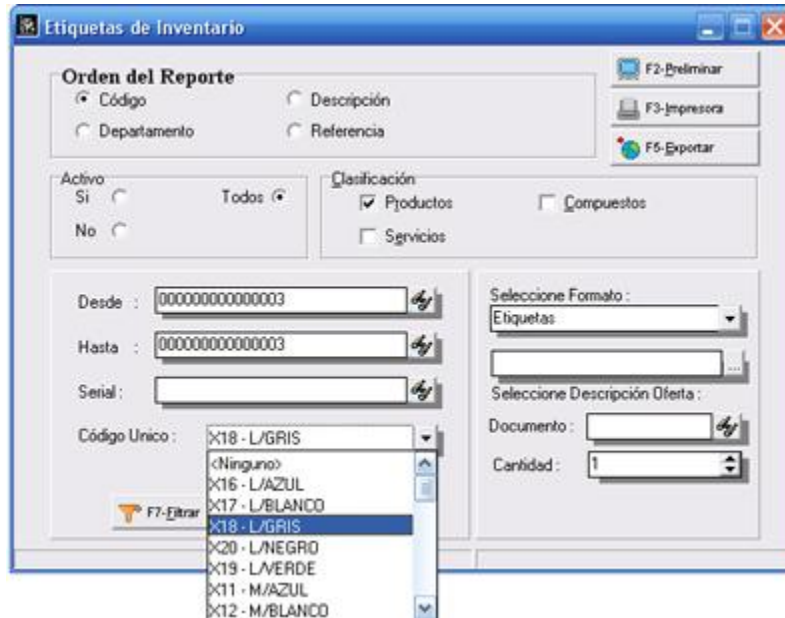 Etiquetas de Inventario
Orden del Reporte
Código
Descripción
Departamento
Referencia
F2-Preliminar
F3-Impresora
F5-Exportar
Activo
Si
Todos
No
Clasificación
Productos
Compuestos
Servicios
Desde :
000000000000003
Hasta :
000000000000003
Serial :
Código Unico :
X18 - L/GRIS
<Ninguno>
X16 - L/AZUL
X17 - L/BLANCO
X18 - L/GRIS
X20 - L/NEGRO
X19 - L/VERDE
X11 - M/AZUL
X12 - M/BLANCO
F7-Filtrar
Seleccione Formato :
Etiquetas
...
Seleccione Descripción Oferta :
Documento :
Cantidad :
1